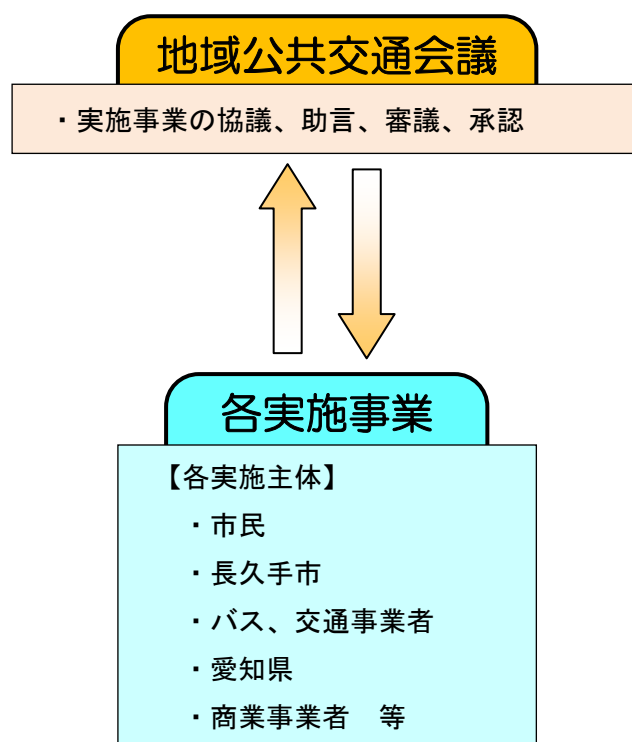 地域公共交通会議
・実施事業の協議、助言、審議、承認
各実施事業
【各実施主体】
・市民
・長久手市
・バス、交通事業者
・愛知県
・商業事業者　等